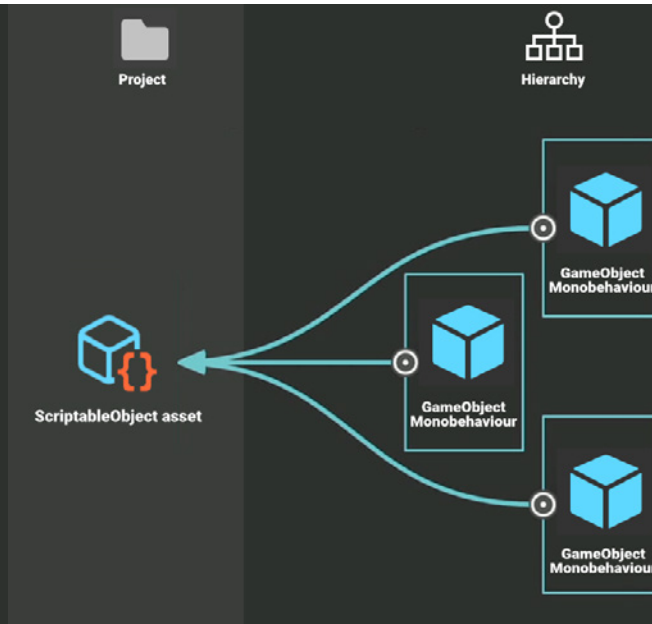 Project
Hierarchy
GameObject
Monobehaviour
GameObject
Monobehaviour
ScriptableObject asset
GameObject
Monobehaviour